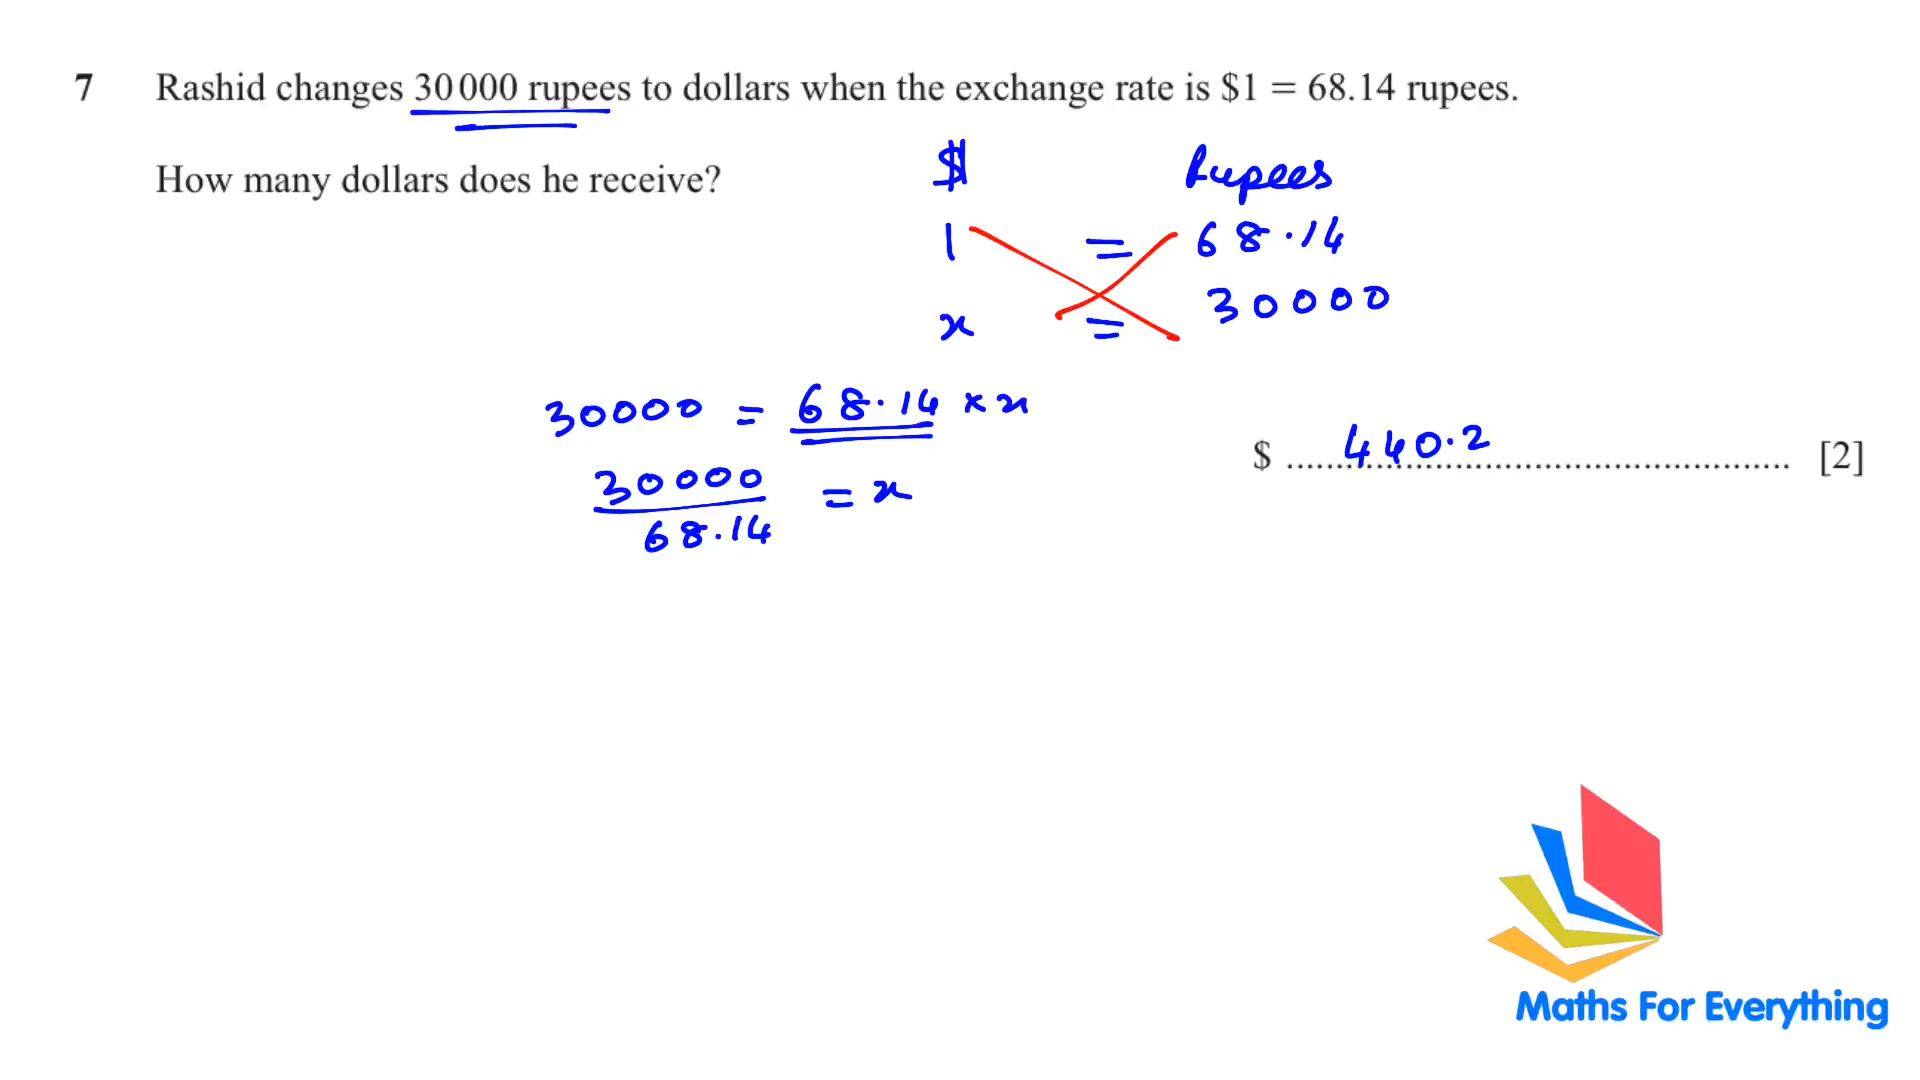 7 Rashid changes 30 000 rupees to dollars when the exchange rate is $1 = 68.14 rupees.
How many dollars does he receive?
$ Rupees
1 = 68.14
x = 30000
30000 = 68.14 × x
30000 / 68.14 = x
$ 440.2 [2]
Maths For Everything